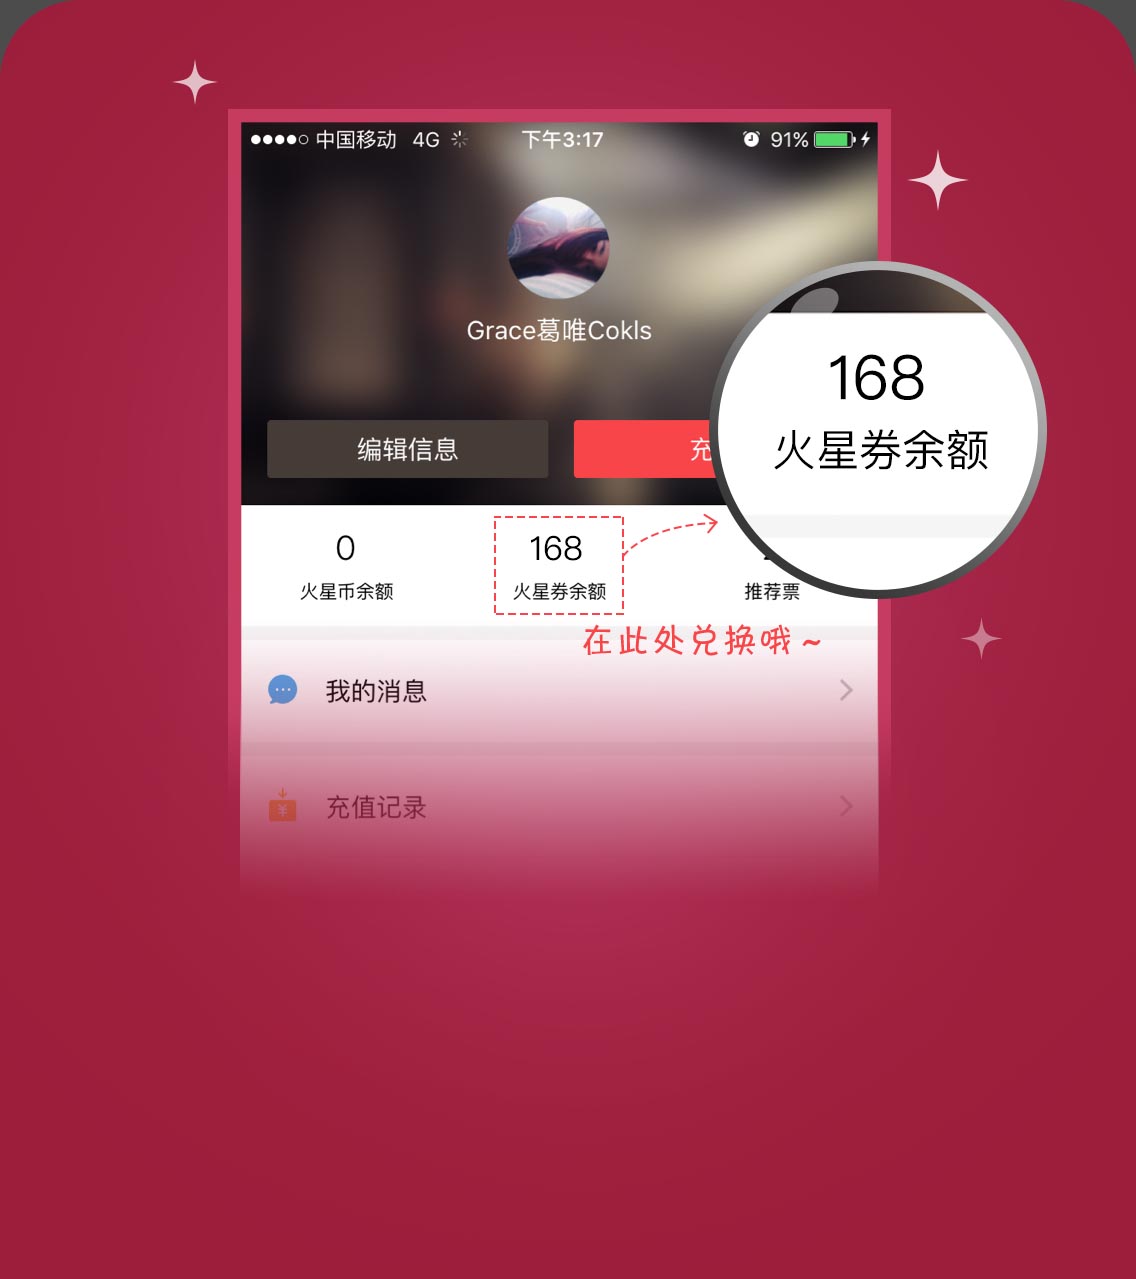 中国移动 4G 下午3:17 91%
Grace葛唯Cokls
编辑信息 充
168
火星券余额
0 168
火星币余额 火星券余额 推荐票
在此处兑换哦～
我的消息
充值记录